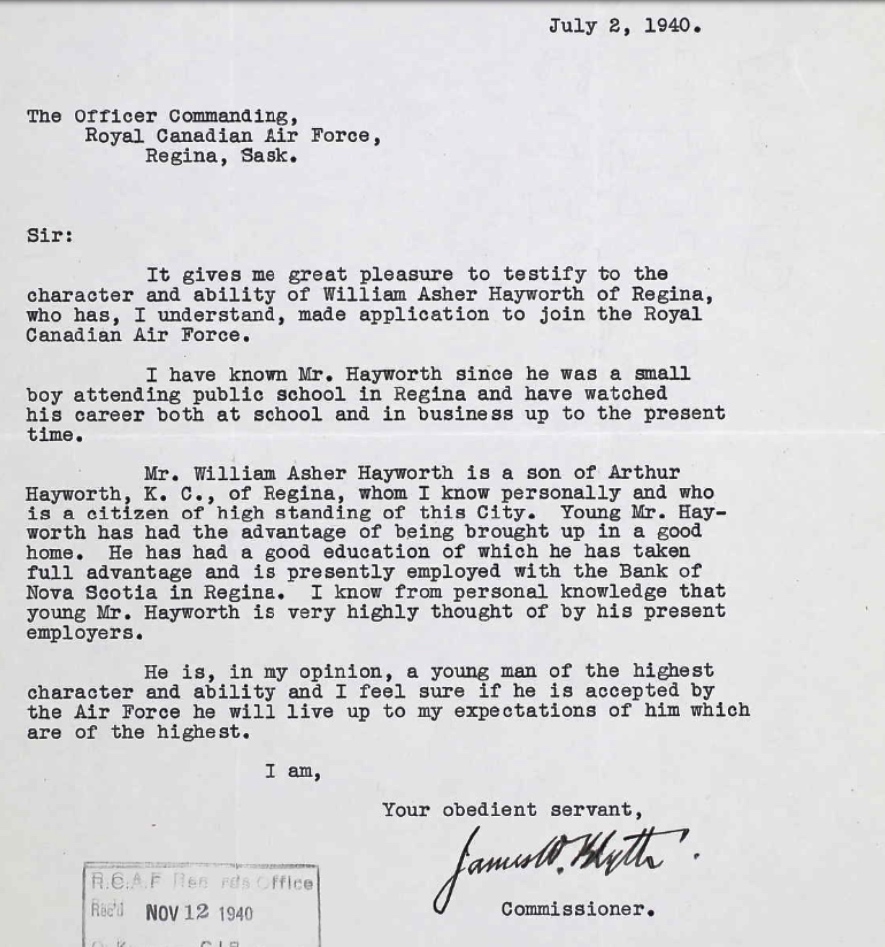 July 2, 1940.
The Officer Commanding,
Royal Canadian Air Force,
Regina, Sask.
Sir:
It gives me great pleasure to testify to the
character and ability of William Asher Hayworth of Regina,
who has, I understand, made application to join the Royal
Canadian Air Force.
I have known Mr. Hayworth since he was a small
boy attending public school in Regina and have watched
his career both at school and in business up to the present
time.
Mr. William Asher Hayworth is a son of Arthur
Hayworth, K. C., of Regina, whom I know personally and who
is a citizen of high standing of this City. Young Mr. Hay-
worth has had the advantage of being brought up in a good
home. He has had a good education of which he has taken
full advantage and is presently employed with the Bank of
Nova Scotia in Regina. I know from personal knowledge that
young Mr. Hayworth is very highly thought of by his present
employers.
He is, in my opinion, a young man of the highest
character and ability and I feel sure if he is accepted by
the Air Force he will live up to my expectations of him which
are of the highest.
I am,
Your obedient servant,
James W. Blyth
Commissioner.
R.C.A.F Office
Rec'd NOV 12 1940